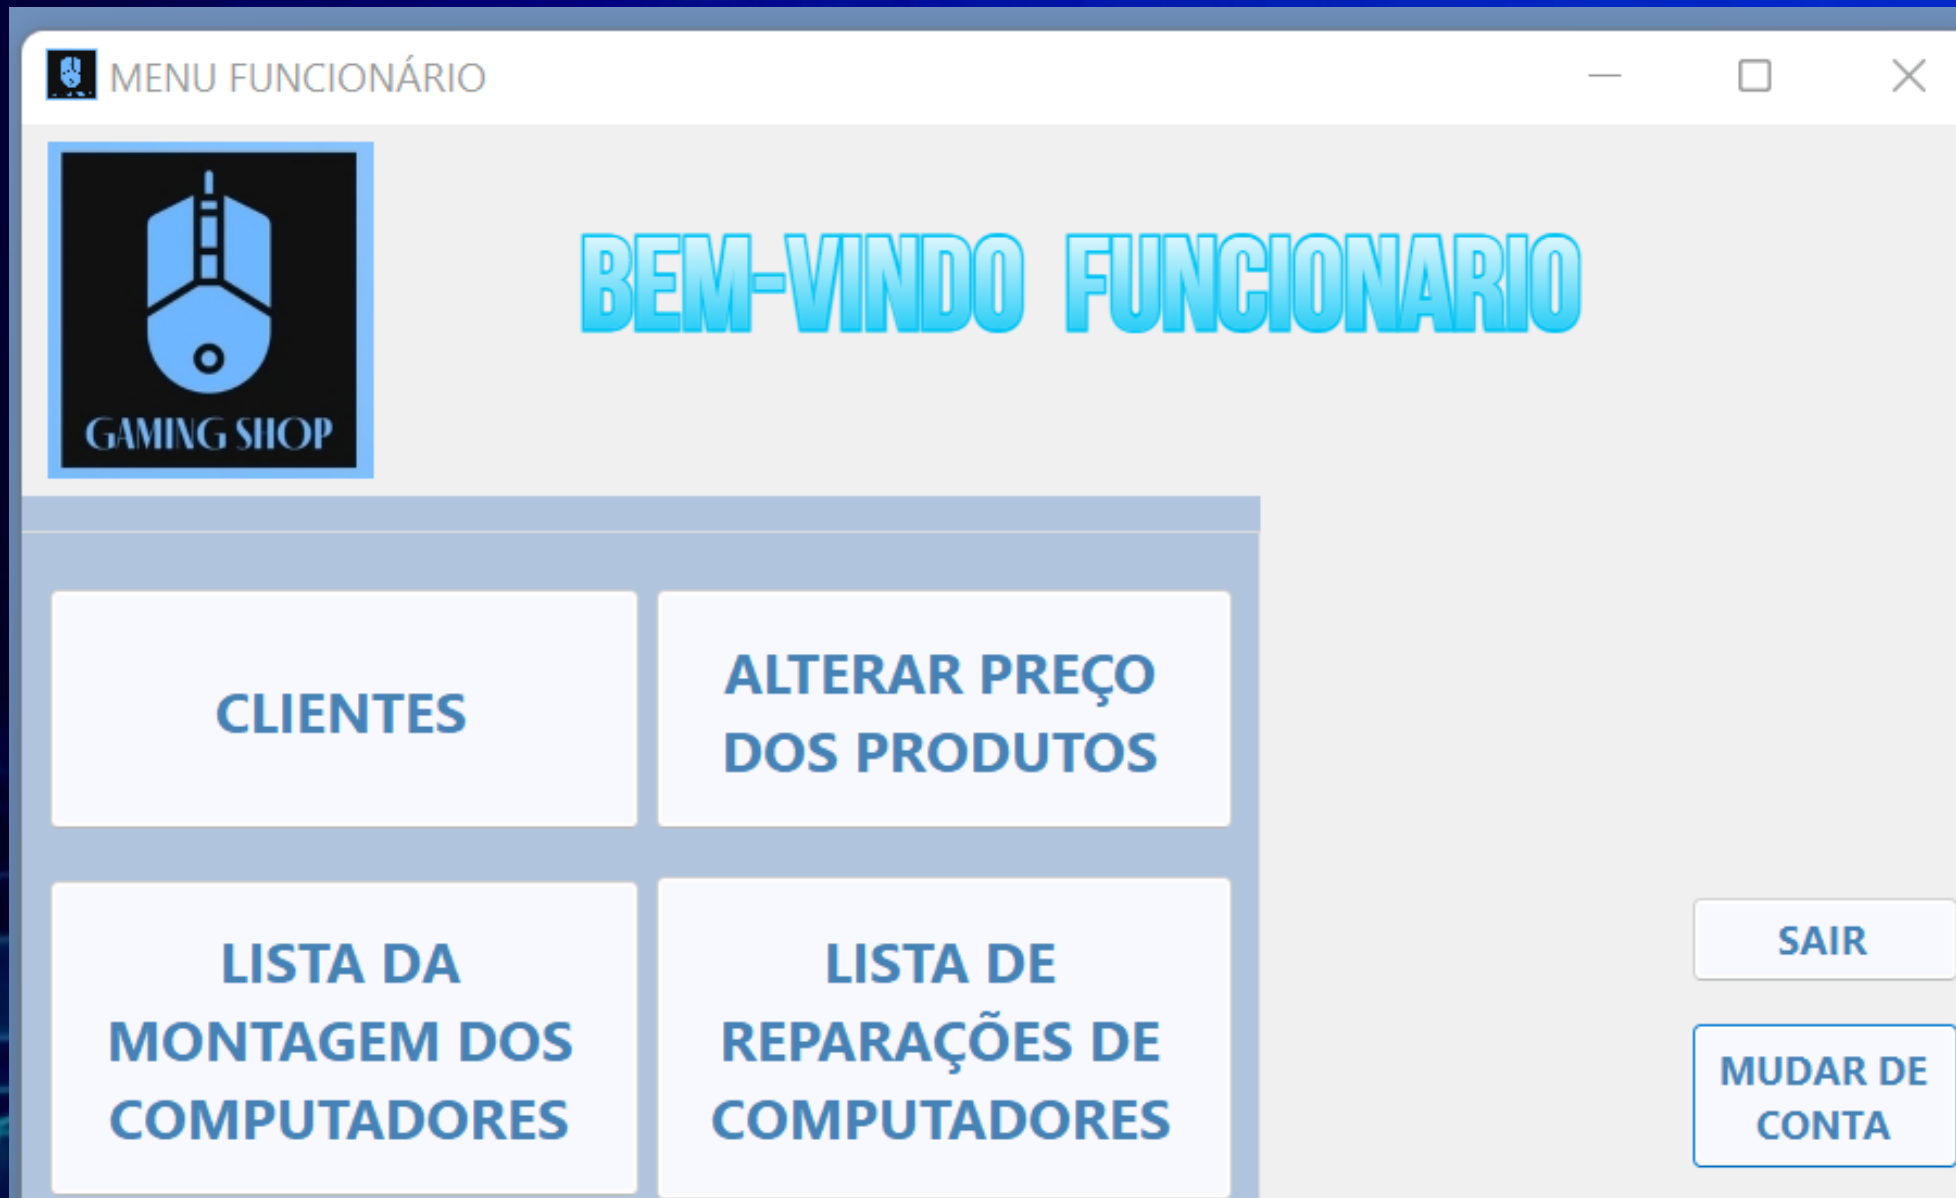 MENU FUNCIONÁRIO
GAMING SHOP
BEM-VINDO FUNCIONARIO
CLIENTES
ALTERAR PREÇO
DOS PRODUTOS
LISTA DA
MONTAGEM DOS
COMPUTADORES
LISTA DE
REPARAÇÕES DE
COMPUTADORES
SAIR
MUDAR DE
CONTA